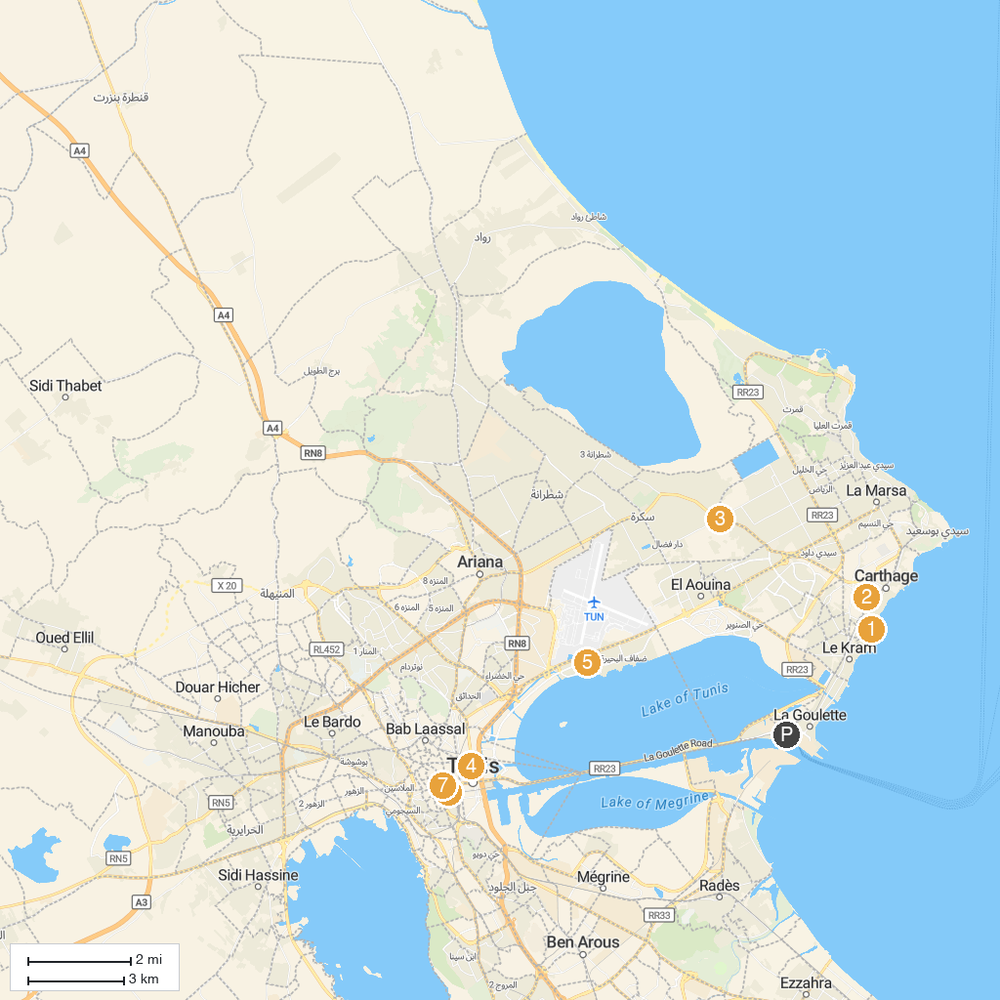 قنطرة بنزرت
A4
شاطئ رواد
رواد
A4
برج الطويل
Sidi Thabet
RR23
قمرت
قمرت العليا
A4
RN8
شطرانة 3
سيدي عبد العزيز
حي الخليل
الرياض
La Marsa
شطرانة
سكرة
3
RR23
حي النسيم
سيدي بوسعيد
دار فضال
سيدي داود
Ariana
المنزه 8
Carthage
X 20
المنيهلة
El Aouina
2
TUN
المنزه 6
المنزه 5
حي الصنوبر
1
Oued Ellil
RL452
المنار 1
RN8
Le Kram
5
ضفاف البحيرة
نوتردام
حي الخضراء
RR23
Douar Hicher
الحدائق
Lake of Tunis
Le Bardo
Bab Laassal
La Goulette
Manouba
P
La Goulette Road
بوشوشة
4
RR23
7
الملاسين
الزهور
RN5
الزهور 2
السيجومي
Lake of Megrine
الحرايرية
RN5
حي دوبو
Sidi Hassine
Mégrine
Radès
جبل الجلود
A3
RR33
Ben Arous
ابن سينا
2 mi
3 km
المروج 2
Ezzahra